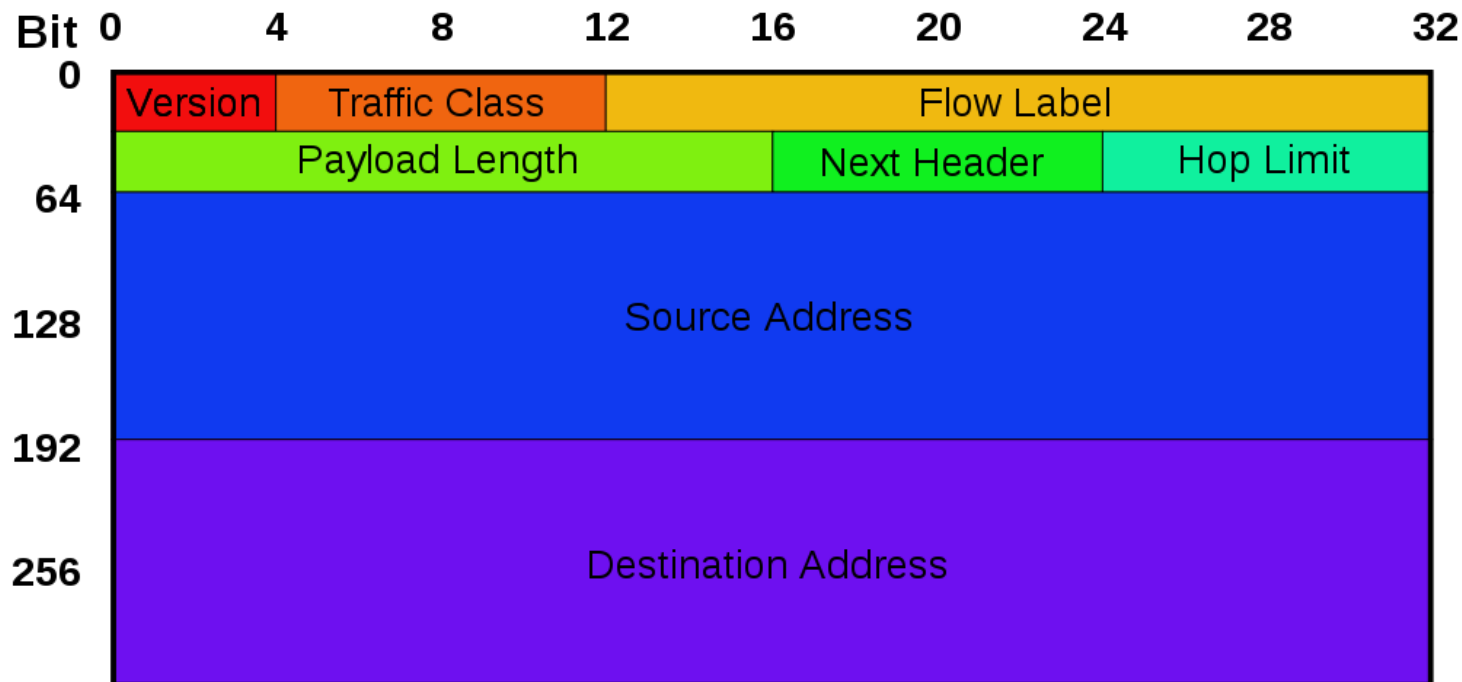 Bit 0 4 8 12 16 20 24 28 32
0
Version Traffic Class Flow Label
Payload Length Next Header Hop Limit
64
Source Address
128
192
Destination Address
256